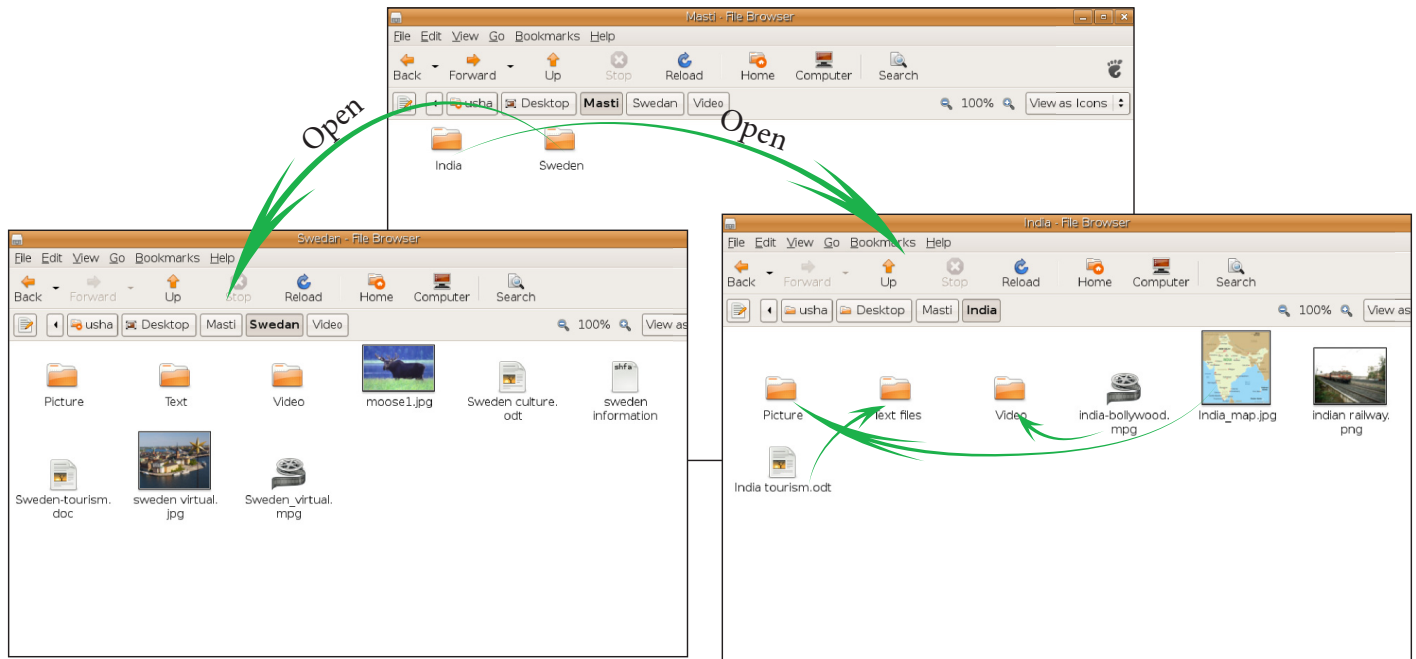 Masti - File Browser
File Edit View Go Bookmarks Help
Back Forward Up Stop Reload Home Computer Search
usha Desktop Masti Swedan Video 100% View as Icons
Open
Open
India Sweden
Swedan - File Browser
File Edit View Go Bookmarks Help
Back Forward Up Stop Reload Home Computer Search
usha Desktop Masti Swedan Video 100% View as
shfa
Picture Text Video moose1.jpg Sweden culture. sweden
odt information
Sweden-tourism. sweden virtual. Sweden_virtual.
doc jpg mpg
India - File Browser
File Edit View Go Bookmarks Help
Back Forward Up Stop Reload Home Computer Search
usha Desktop Masti India 100% View as
Picture Text files Video india-bollywood. India_map.jpg indian railway.
mpg png
India tourism.odt